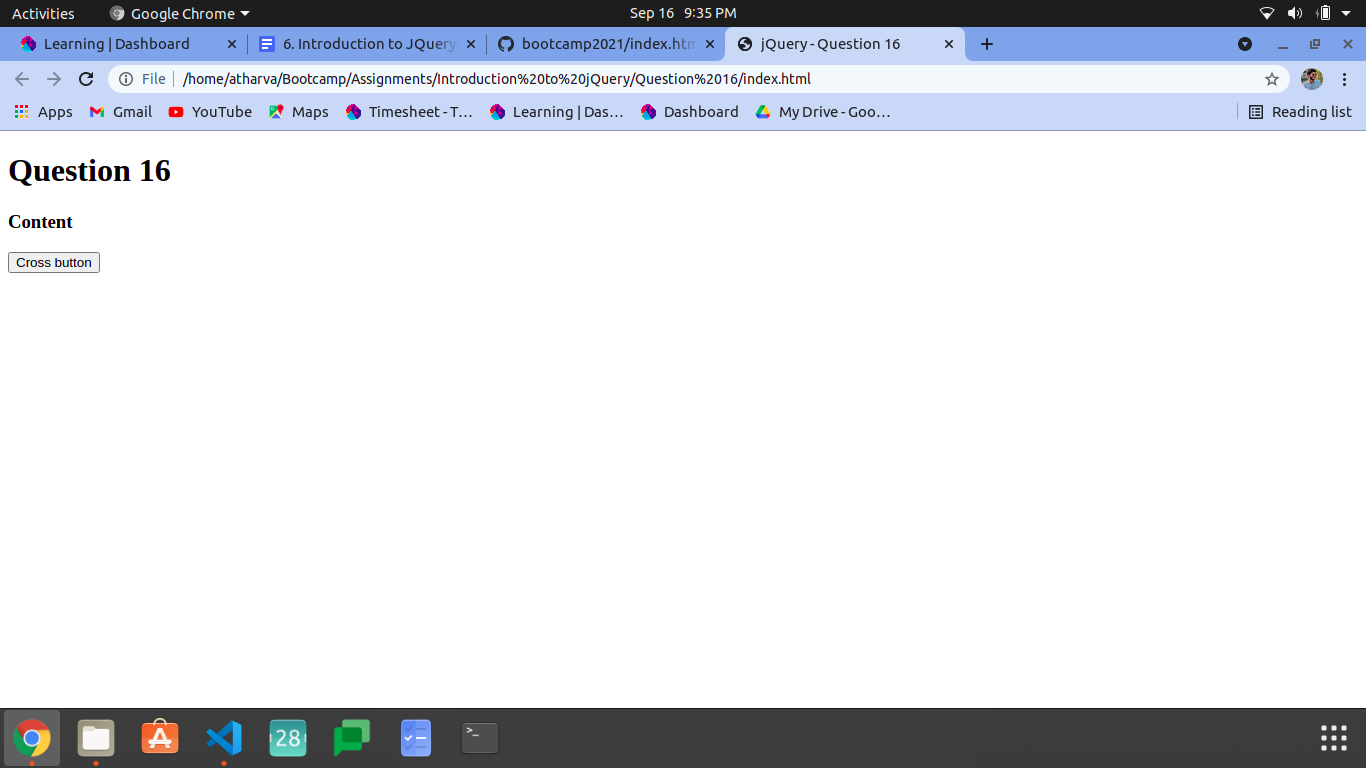 Activities Google Chrome Sep 16 9:35 PM
Learning | Dashboard 6. Introduction to JQuery bootcamp2021/index.htm jQuery - Question 16
File /home/atharva/Bootcamp/Assignments/Introduction%20to%20jQuery/Question%2016/index.html
Apps Gmail YouTube Maps Timesheet - T... Learning | Das... Dashboard My Drive - Goo... Reading list
Question 16
Content
Cross button
28
>_